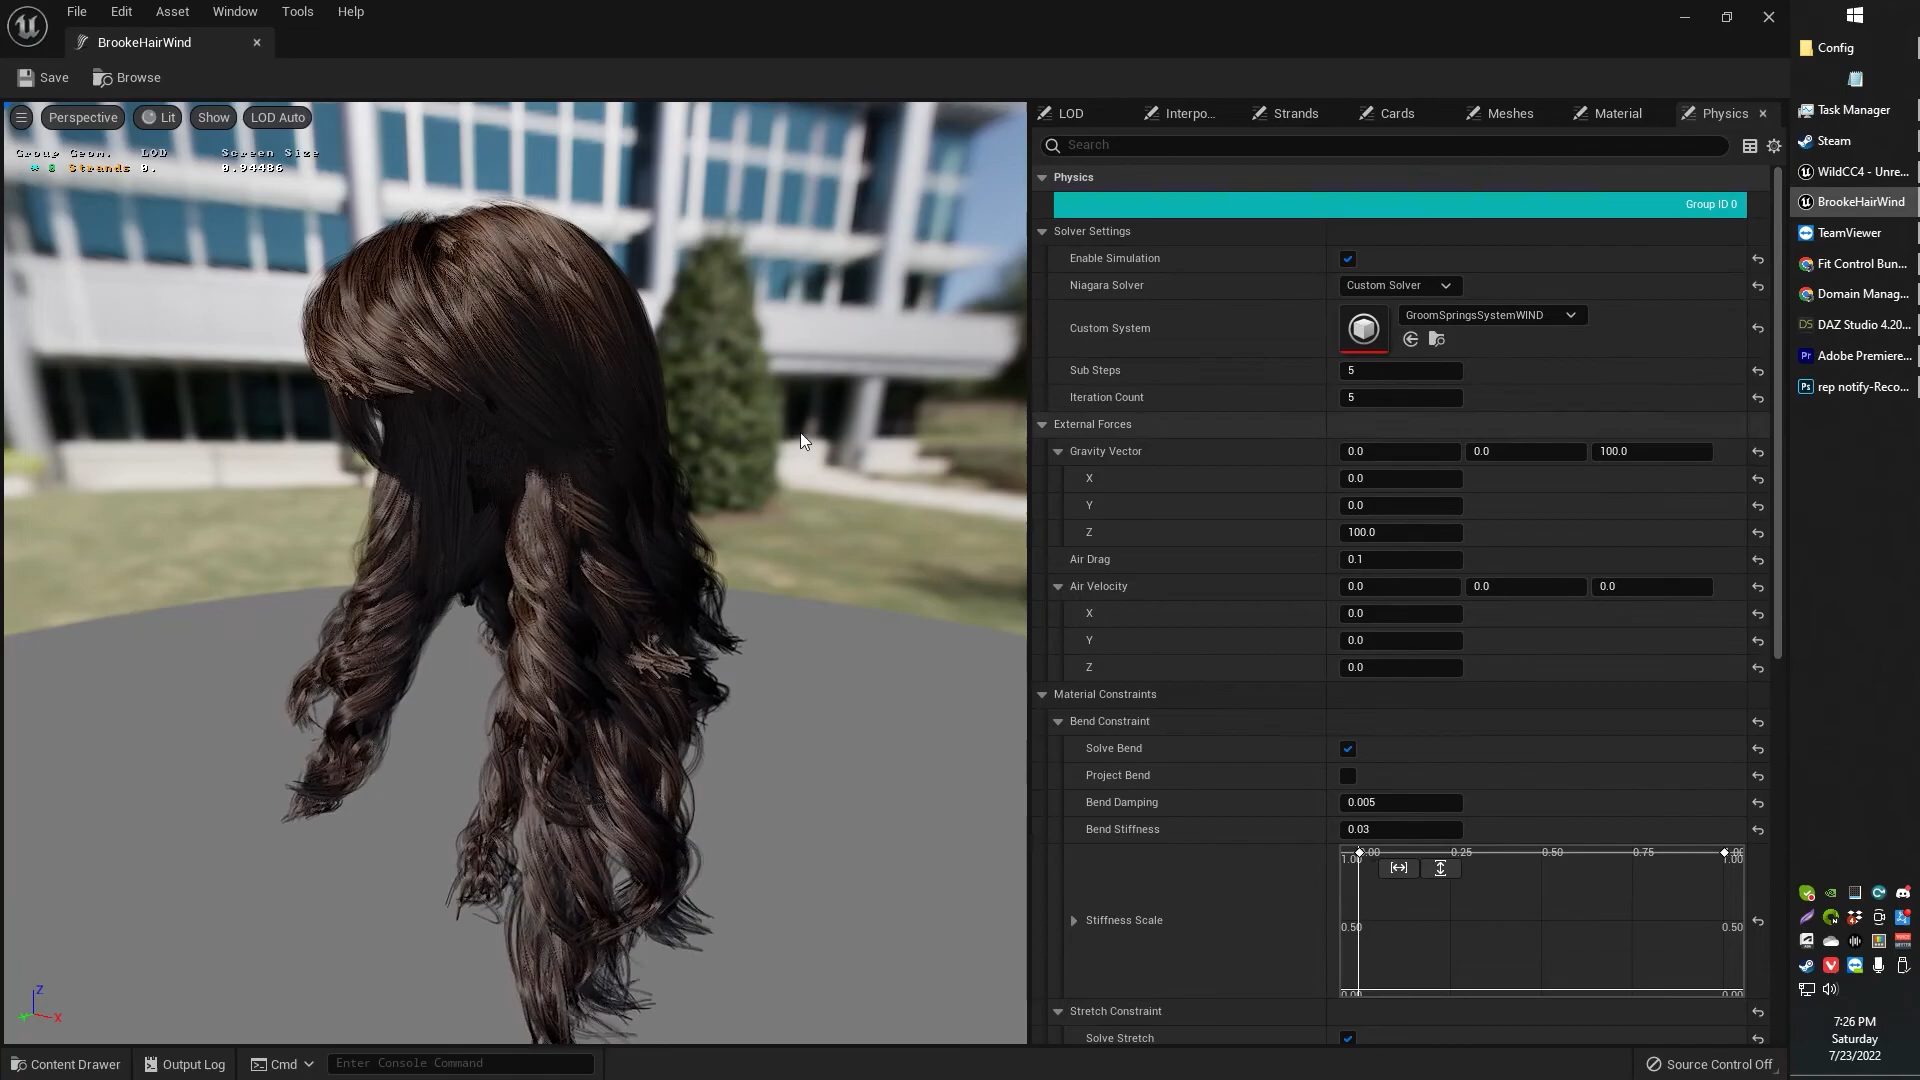 File Edit Asset Window Tools Help
BrookeHairWind
Save Browse
Perspective Lit Show LOD Auto
Group Geom. LOD Screen Size
* 8 Strands 0. 0.94486
LOD Interpo... Strands Cards Meshes Material Physics
Search
Physics
Group ID 0
Solver Settings
Enable Simulation
Niagara Solver Custom Solver
Custom System GroomSpringsSystemWIND
Sub Steps 5
Iteration Count 5
External Forces
Gravity Vector 0.0 0.0 100.0
X 0.0
Y 0.0
Z 100.0
Air Drag 0.1
Air Velocity 0.0 0.0 0.0
X 0.0
Y 0.0
Z 0.0
Material Constraints
Bend Constraint
Solve Bend
Project Bend
Bend Damping 0.005
Bend Stiffness 0.03
0.25 0.50 0.75
1.00 1.00
Stiffness Scale
0.50 0.50
0.00 0.00
Stretch Constraint
Solve Stretch
Z
X
Content Drawer Output Log Cmd Enter Console Command Source Control Off
Config
Task Manager
Steam
WildCC4 - Unre...
BrookeHairWind
TeamViewer
Fit Control Bun...
Domain Manag...
DS DAZ Studio 4.20...
Pr Adobe Premiere...
Ps rep notify-Reco...
7:26 PM
Saturday
7/23/2022